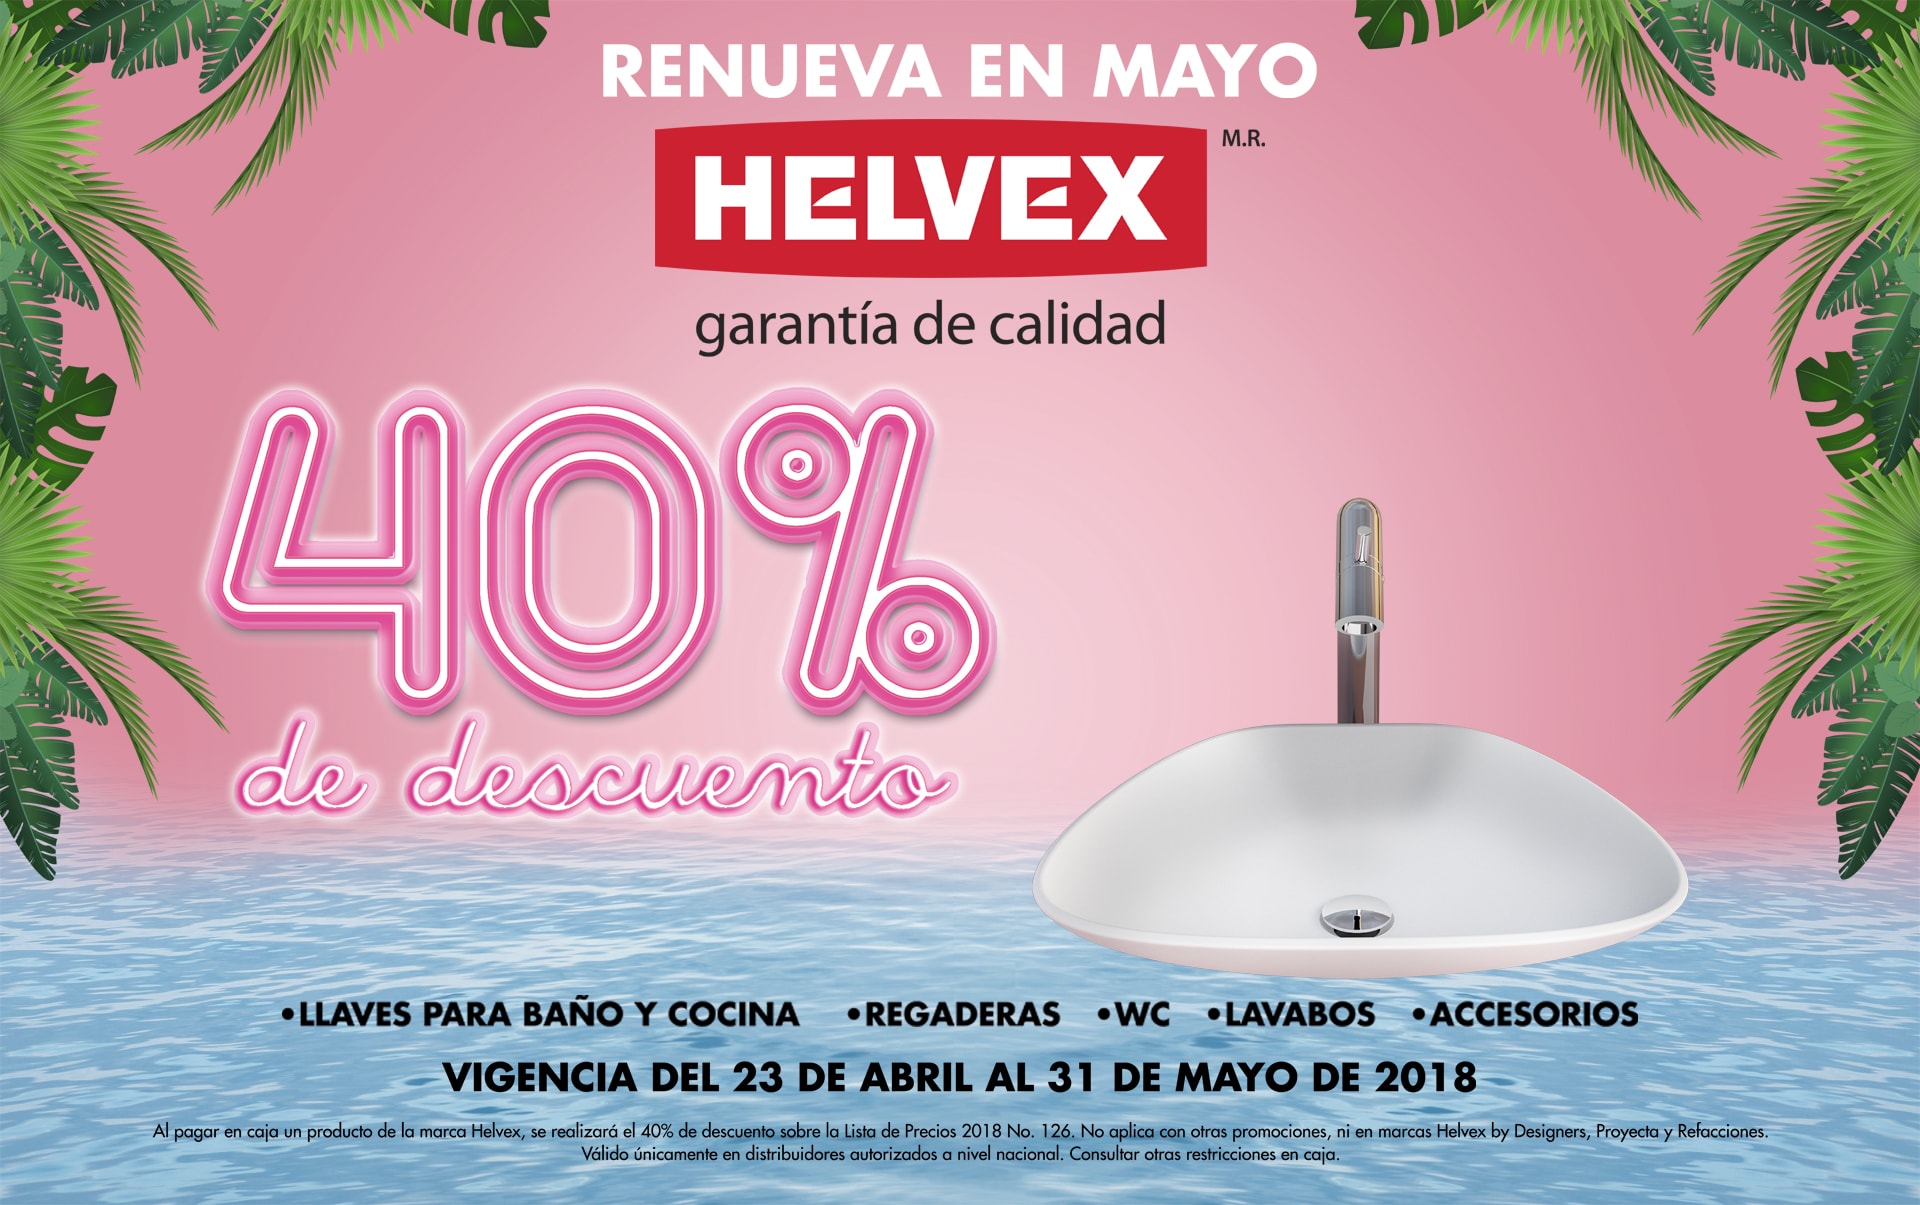 RENUEVA EN MAYO
HELVEX M.R.
garantía de calidad
40%
de descuento
•LLAVES PARA BAÑO Y COCINA •REGADERAS •WC •LAVABOS •ACCESORIOS
VIGENCIA DEL 23 DE ABRIL AL 31 DE MAYO DE 2018
Al pagar en caja un producto de la marca Helvex, se realizará el 40% de descuento sobre la Lista de Precios 2018 No. 126. No aplica con otras promociones, ni en marcas Helvex by Designers, Proyecta y Refacciones.
Válido únicamente en distribuidores autorizados a nivel nacional. Consultar otras restricciones en caja.